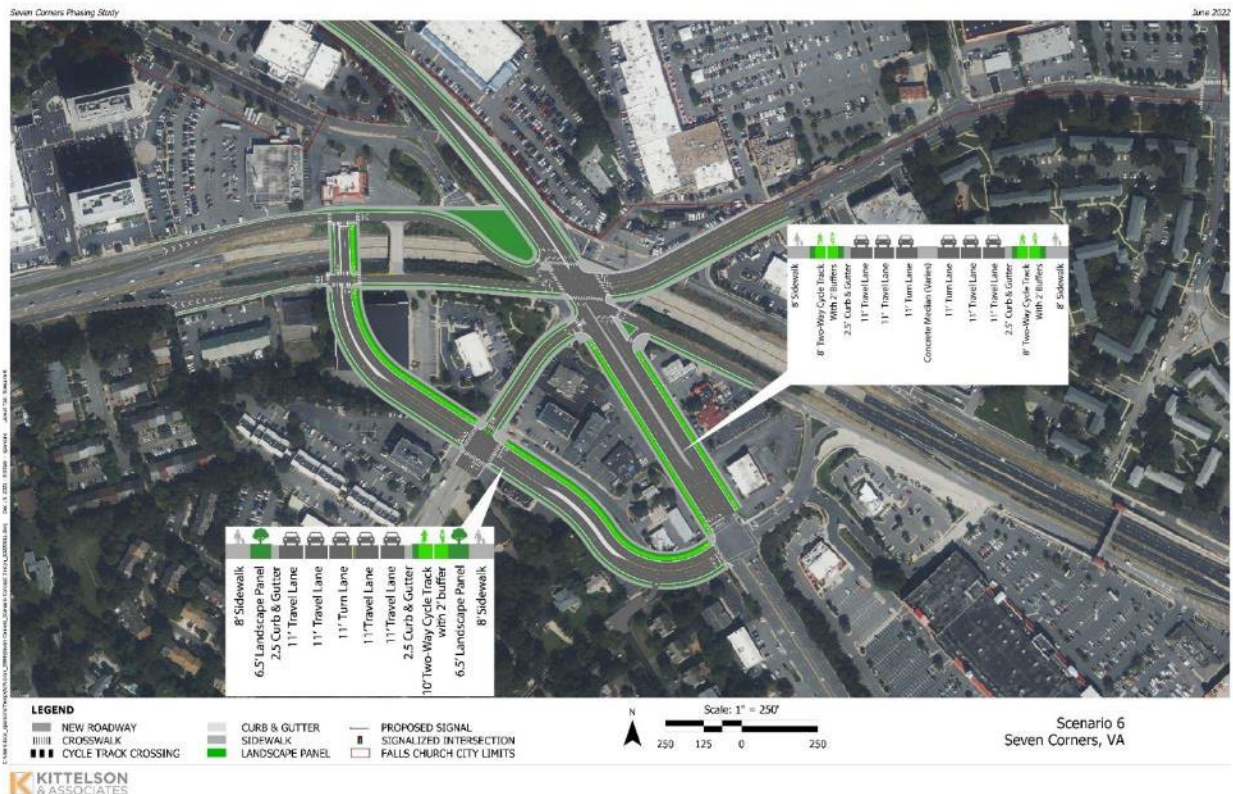 Seven Corners Phasing Study
June 2022
8' Sidewalk
8' Two-Way Cycle Track
With 2' Buffers
2.5' Curb & Gutter
11' Travel Lane
11' Travel Lane
11' Turn Lane
Concrete Median (Varies)
11' Turn Lane
11' Travel Lane
11' Travel Lane
2.5' Curb & Gutter
8' Two-Way Cycle Track
With 2' Buffers
8' Sidewalk
8' Sidewalk
6.5' Landscape Panel
2.5 Curb & Gutter
11' Travel Lane
11' Travel Lane
11' Turn Lane
11' Travel Lane
11' Travel Lane
2.5 Curb & Gutter
10' Two-Way Cycle Track
with 2' buffer
6.5' Landscape Panel
8' Sidewalk
LEGEND
NEW ROADWAY
CROSSWALK
CYCLE TRACK CROSSING
CURB & GUTTER
SIDEWALK
LANDSCAPE PANEL
PROPOSED SIGNAL
SIGNALIZED INTERSECTION
FALLS CHURCH CITY LIMITS
N
Scale: 1" = 250'
250 125 0 250
Scenario 6
Seven Corners, VA
KITTELSON
& ASSOCIATES